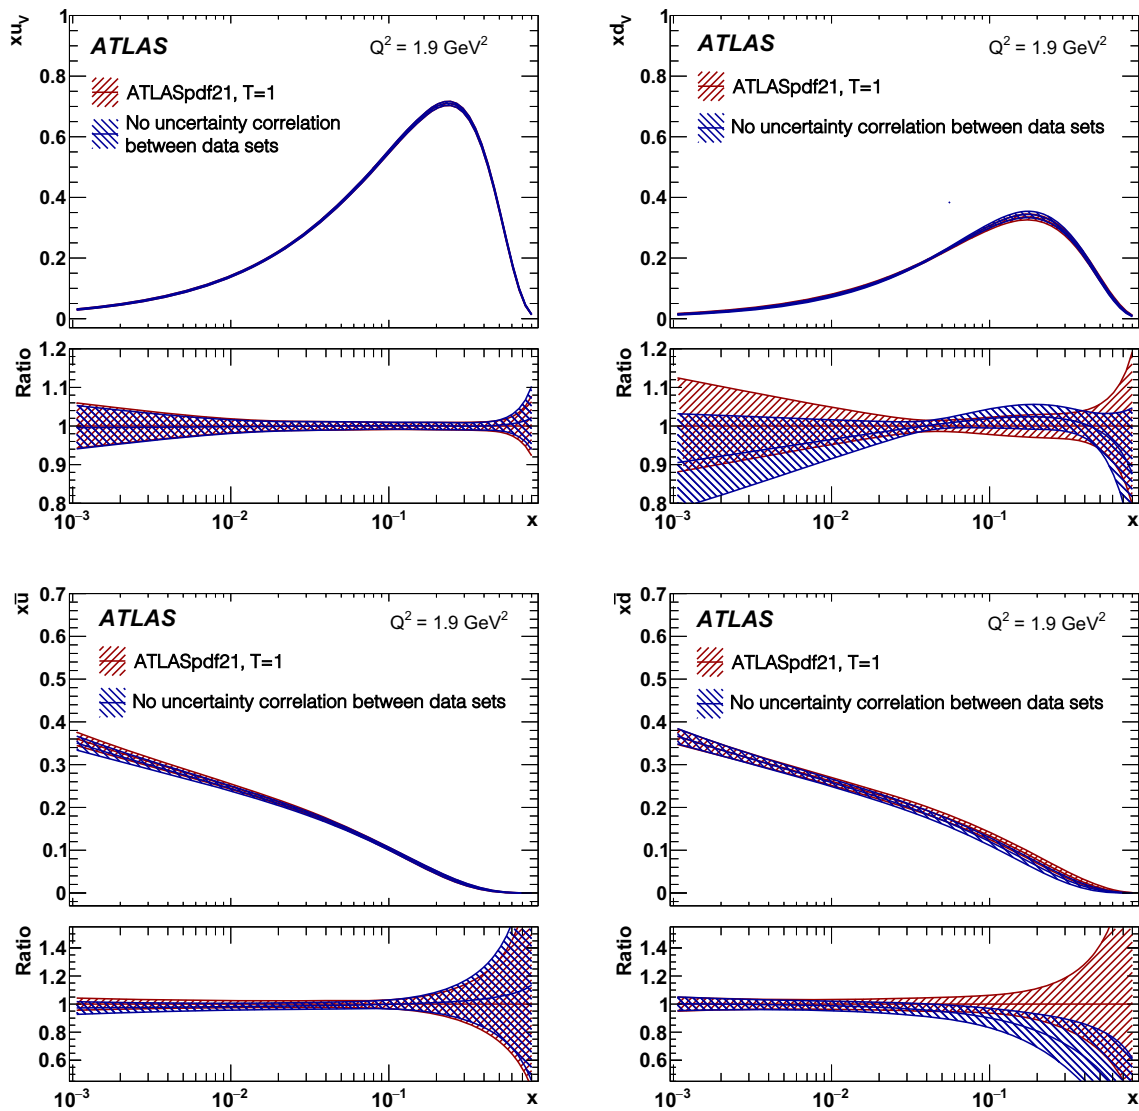 xu_V
1
0.8
0.6
0.4
0.2
0
ATLAS
Q² = 1.9 GeV²
ATLASpdf21, T=1
No uncertainty correlation
between data sets
Ratio
1.2
1.1
1
0.9
0.8
10⁻³
10⁻²
10⁻¹
x
xd_V
1
0.8
0.6
0.4
0.2
0
ATLAS
Q² = 1.9 GeV²
ATLASpdf21, T=1
No uncertainty correlation between data sets
Ratio
1.2
1.1
1
0.9
0.8
10⁻³
10⁻²
10⁻¹
x
xu̅
0.7
0.6
0.5
0.4
0.3
0.2
0.1
0
ATLAS
Q² = 1.9 GeV²
ATLASpdf21, T=1
No uncertainty correlation between data sets
Ratio
1.4
1.2
1
0.8
0.6
10⁻³
10⁻²
10⁻¹
x
xd̅
0.7
0.6
0.5
0.4
0.3
0.2
0.1
0
ATLAS
Q² = 1.9 GeV²
ATLASpdf21, T=1
No uncertainty correlation between data sets
Ratio
1.4
1.2
1
0.8
0.6
10⁻³
10⁻²
10⁻¹
x